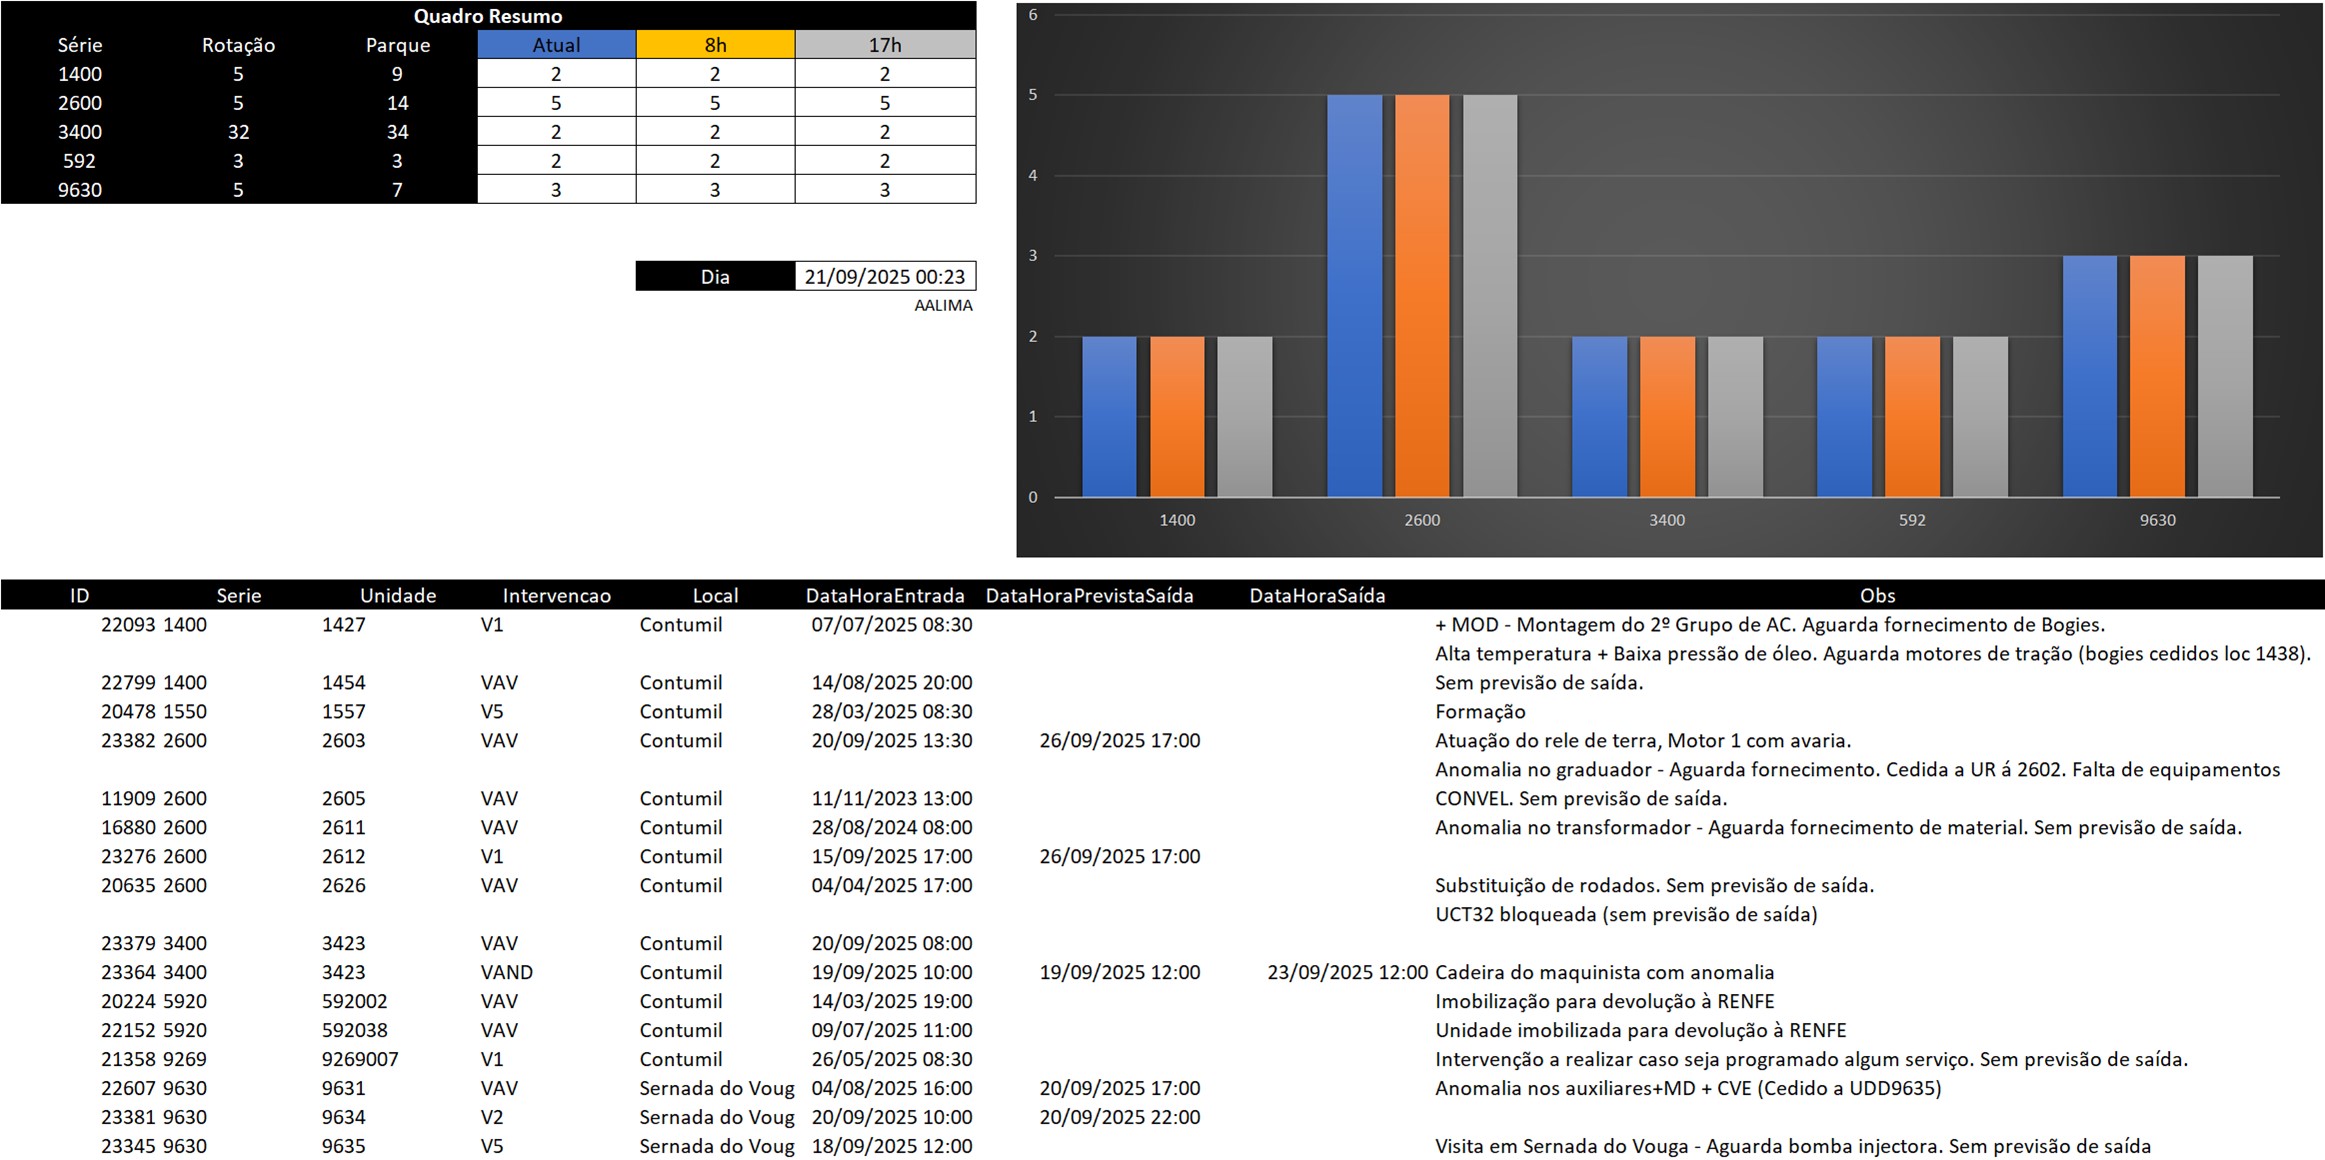 Quadro Resumo
Série Rotação Parque Atual 8h 17h
1400 5 9 2 2 2
2600 5 14 5 5 5
3400 32 34 2 2 2
592 3 3 2 2 2
9630 5 7 3 3 3
Dia 21/09/2025 00:23
AALIMA
6
5
4
3
2
1
0
1400 2600 3400 592 9630
ID Serie Unidade Intervencao Local DataHoraEntrada DataHoraPrevistaSaída DataHoraSaída Obs
22093 1400 1427 V1 Contumil 07/07/2025 08:30 + MOD - Montagem do 2º Grupo de AC. Aguarda fornecimento de Bogies.
Alta temperatura + Baixa pressão de óleo. Aguarda motores de tração (bogies cedidos loc 1438).
22799 1400 1454 VAV Contumil 14/08/2025 20:00 Sem previsão de saída.
20478 1550 1557 V5 Contumil 28/03/2025 08:30 Formação
23382 2600 2603 VAV Contumil 20/09/2025 13:30 26/09/2025 17:00 Atuação do rele de terra, Motor 1 com avaria.
Anomalia no graduador - Aguarda fornecimento. Cedida a UR á 2602. Falta de equipamentos
11909 2600 2605 VAV Contumil 11/11/2023 13:00 CONVEL. Sem previsão de saída.
16880 2600 2611 VAV Contumil 28/08/2024 08:00 Anomalia no transformador - Aguarda fornecimento de material. Sem previsão de saída.
23276 2600 2612 V1 Contumil 15/09/2025 17:00 26/09/2025 17:00
20635 2600 2626 VAV Contumil 04/04/2025 17:00 Substituição de rodados. Sem previsão de saída.
UCT32 bloqueada (sem previsão de saída)
23379 3400 3423 VAV Contumil 20/09/2025 08:00
23364 3400 3423 VAND Contumil 19/09/2025 10:00 19/09/2025 12:00 23/09/2025 12:00 Cadeira do maquinista com anomalia
20224 5920 592002 VAV Contumil 14/03/2025 19:00 Imobilização para devolução à RENFE
22152 5920 592038 VAV Contumil 09/07/2025 11:00 Unidade imobilizada para devolução à RENFE
21358 9269 9269007 V1 Contumil 26/05/2025 08:30 Intervenção a realizar caso seja programado algum serviço. Sem previsão de saída.
22607 9630 9631 VAV Sernada do Voug 04/08/2025 16:00 20/09/2025 17:00 Anomalia nos auxiliares+MD + CVE (Cedido a UDD9635)
23381 9630 9634 V2 Sernada do Voug 20/09/2025 10:00 20/09/2025 22:00
23345 9630 9635 V5 Sernada do Voug 18/09/2025 12:00 Visita em Sernada do Vouga - Aguarda bomba injectora. Sem previsão de saída